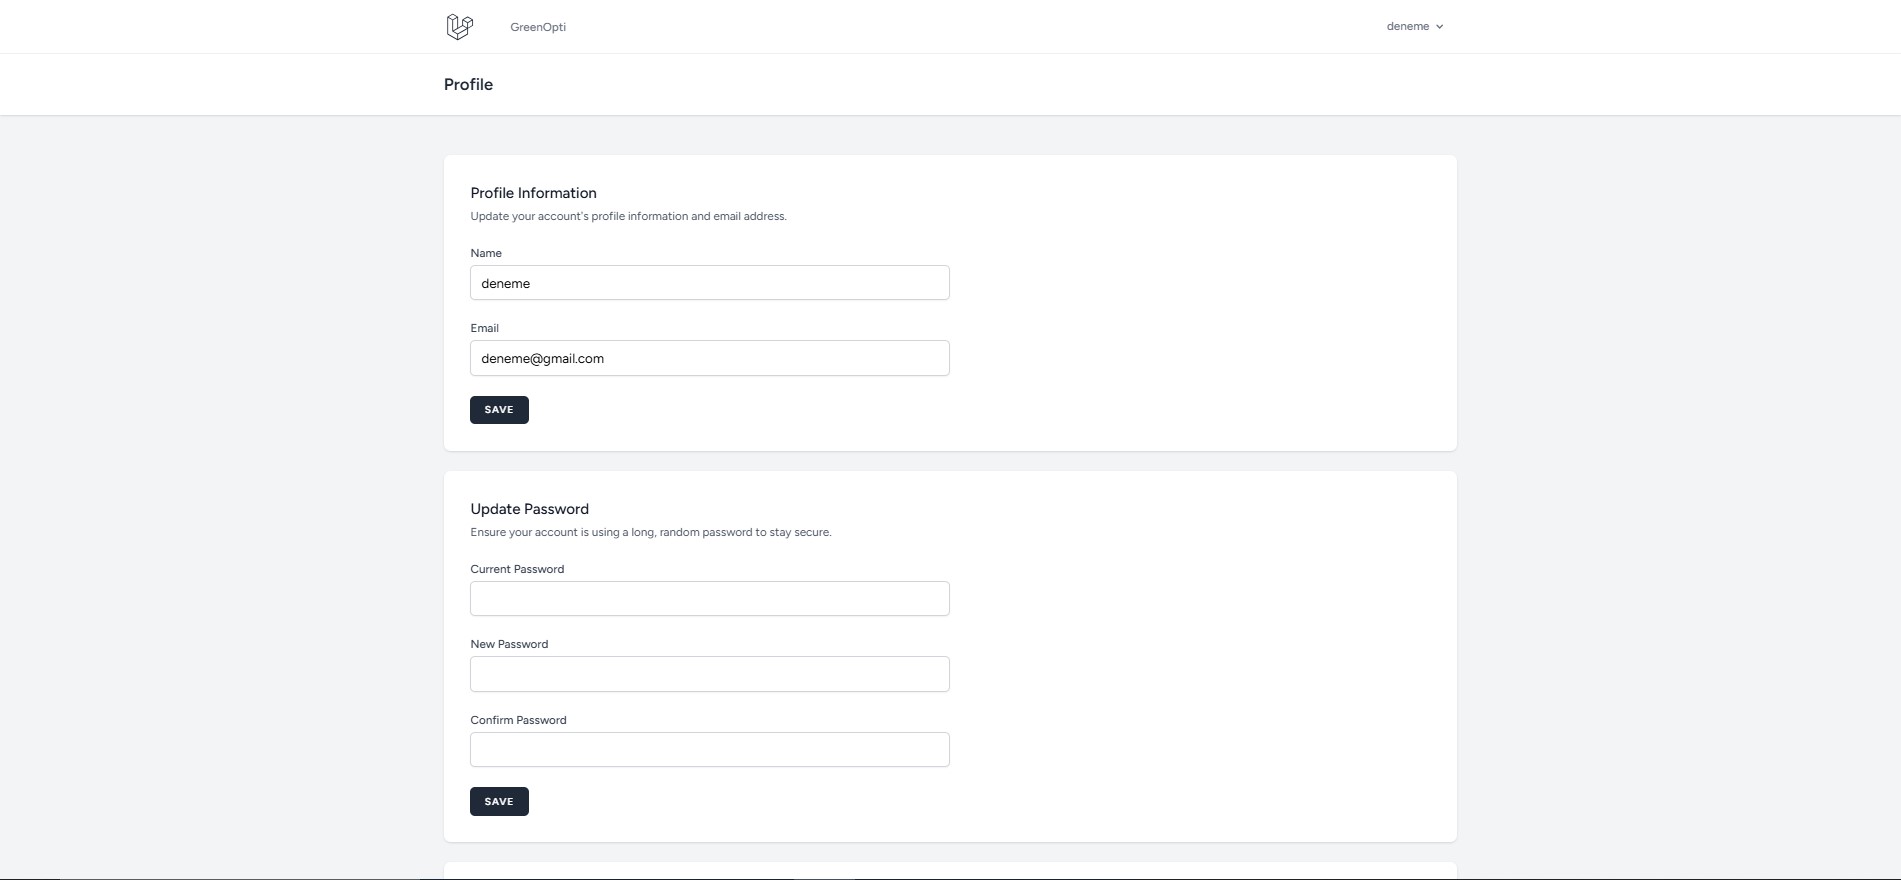 GreenOpti
deneme
Profile
Profile Information
Update your account's profile information and email address.
Name
deneme
Email
deneme@gmail.com
SAVE
Update Password
Ensure your account is using a long, random password to stay secure.
Current Password
New Password
Confirm Password
SAVE